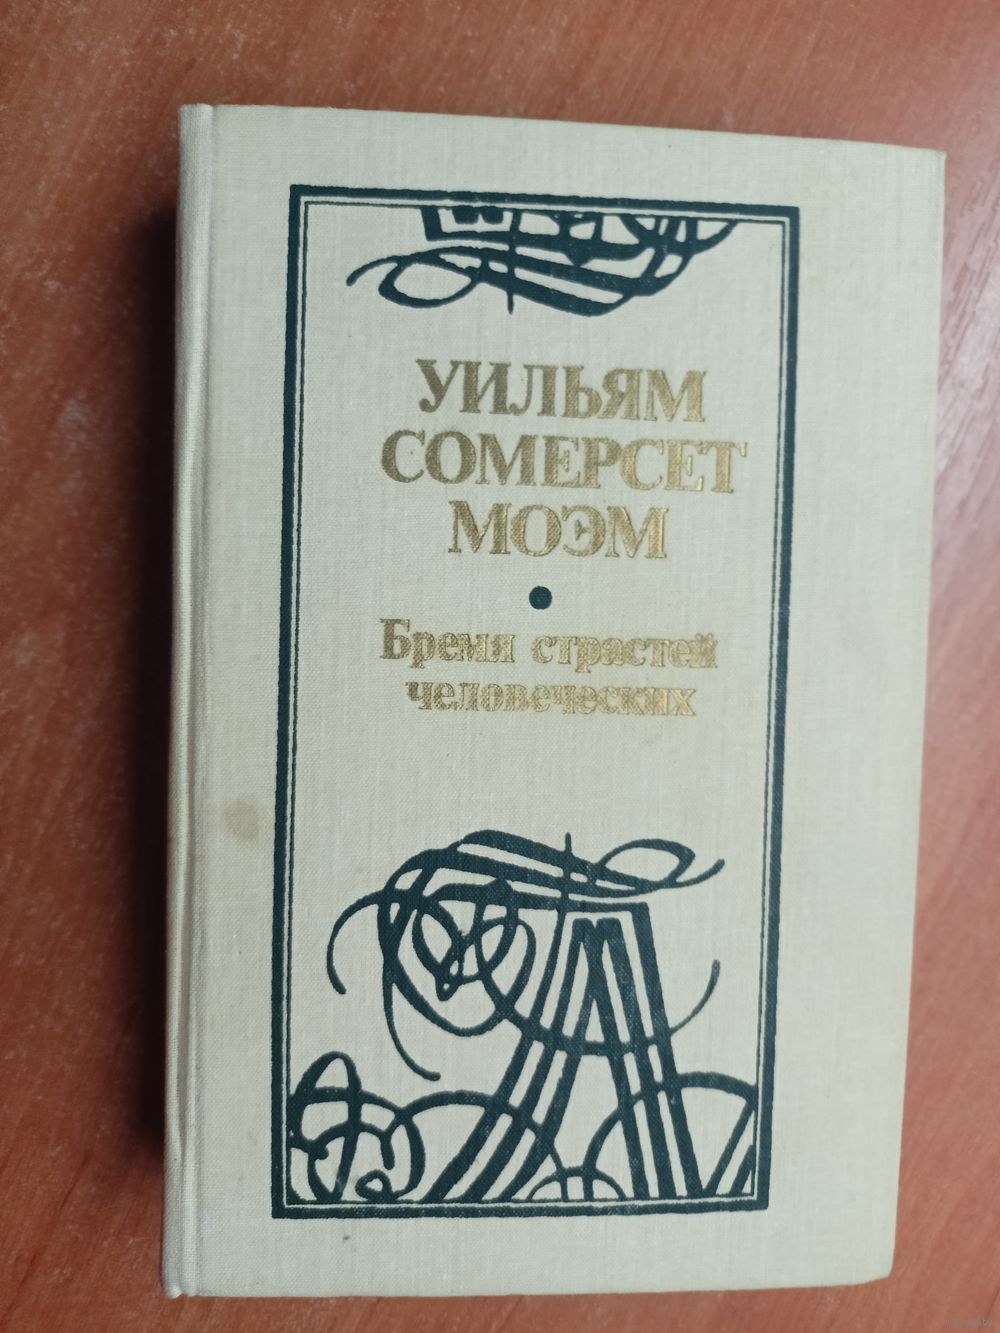 УИЛЬЯМ
СОМЕРСЕТ
МОЭМ
Бремя страстей
человеческих